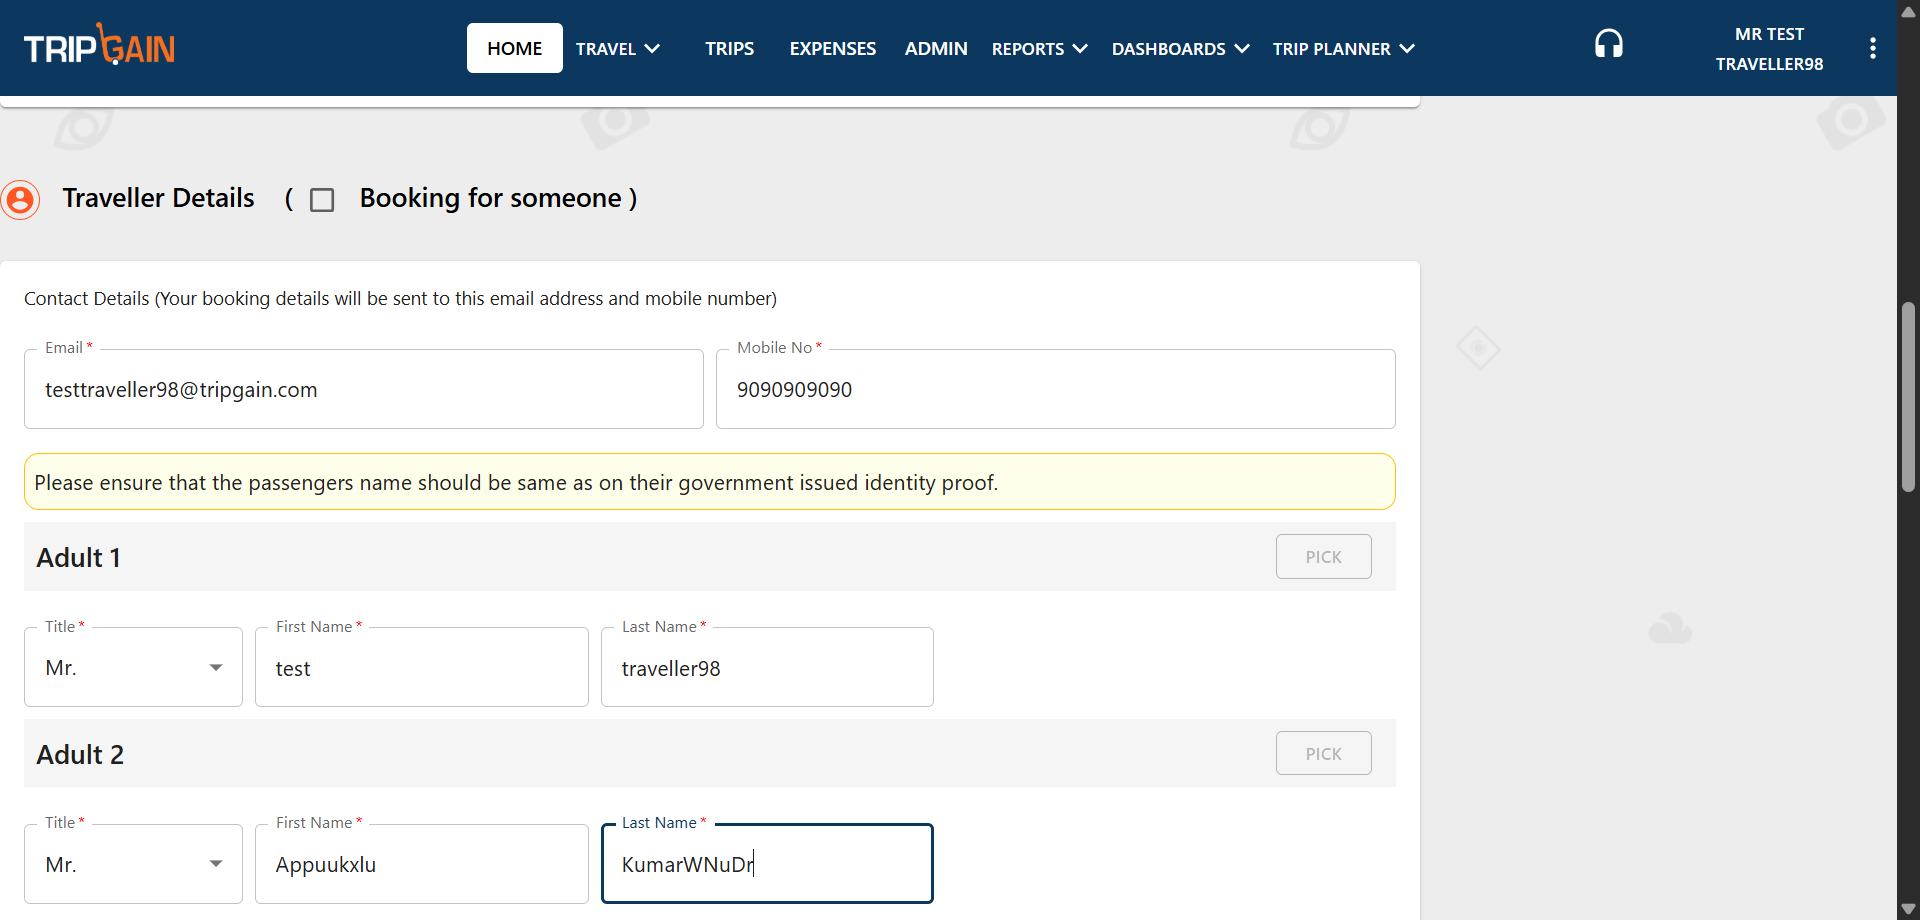 TRIPGAIN
HOME TRAVEL TRIPS EXPENSES ADMIN REPORTS DASHBOARDS TRIP PLANNER
MR TEST
TRAVELLER98
Traveller Details ( Booking for someone )
Contact Details (Your booking details will be sent to this email address and mobile number)
Email * Mobile No *
testtraveller98@tripgain.com 9090909090
Please ensure that the passengers name should be same as on their government issued identity proof.
Adult 1 PICK
Title * First Name * Last Name *
Mr. test traveller98
Adult 2 PICK
Title * First Name * Last Name *
Mr. Appuukxlu KumarWNuDr